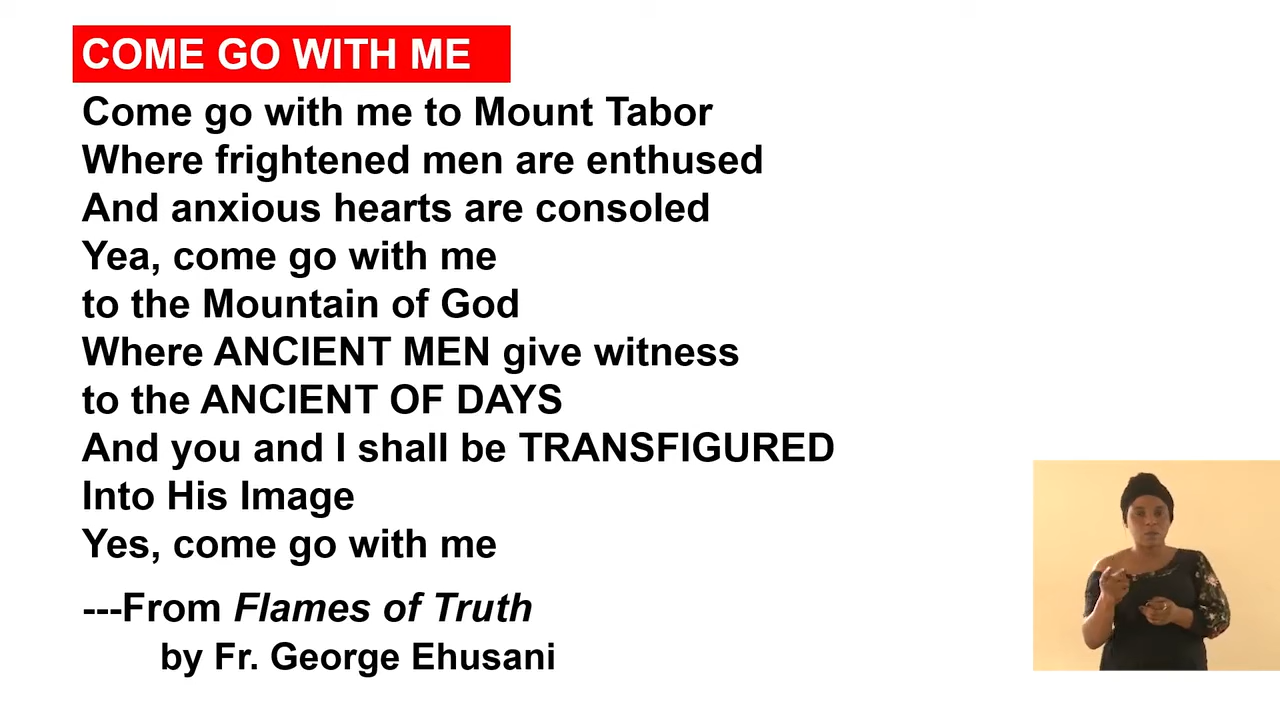 COME GO WITH ME
Come go with me to Mount Tabor
Where frightened men are enthused
And anxious hearts are consoled
Yea, come go with me
to the Mountain of God
Where ANCIENT MEN give witness
to the ANCIENT OF DAYS
And you and I shall be TRANSFIGURED
Into His Image
Yes, come go with me
---From Flames of Truth
by Fr. George Ehusani